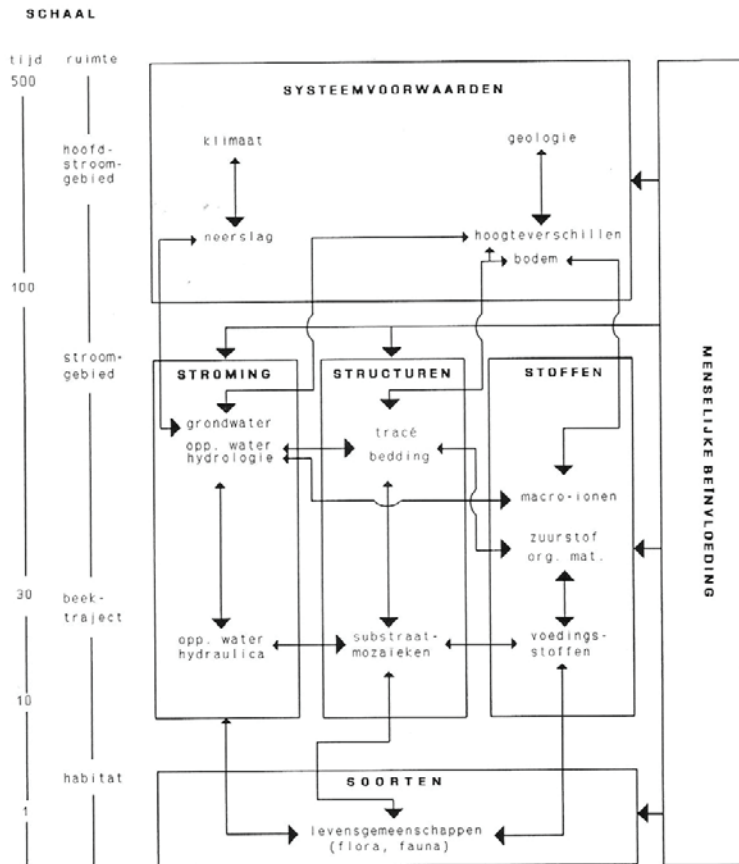 SCHAAL
tijd ruimte
500
hoofd-
stroom-
gebied
100
stroom-
gebied
30
beek-
traject
10
habitat
1
SYSTEEMVOORWAARDEN
klimaat
geologie
neerslag
hoogteverschillen
bodem
STROMING
grondwater
opp. water
hydrologie
opp. water
hydraulica
STRUCTUREN
tracé
bedding
substraat-
mozaieken
STOFFEN
macro-ionen
zuurstof
org. mat.
voedings-
stoffen
SOORTEN
levensgemeenschappen
(flora, fauna)
MENSELIJKE BEÏNVLOEDING